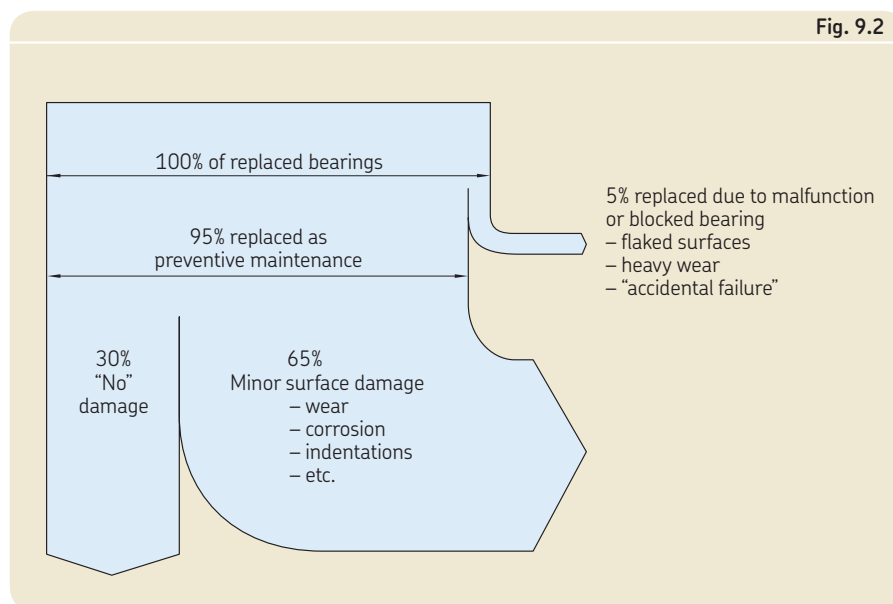 Fig. 9.2
100% of replaced bearings
95% replaced as
preventive maintenance
5% replaced due to malfunction
or blocked bearing
– flaked surfaces
– heavy wear
– “accidental failure”
30%
“No”
damage
65%
Minor surface damage
– wear
– corrosion
– indentations
– etc.